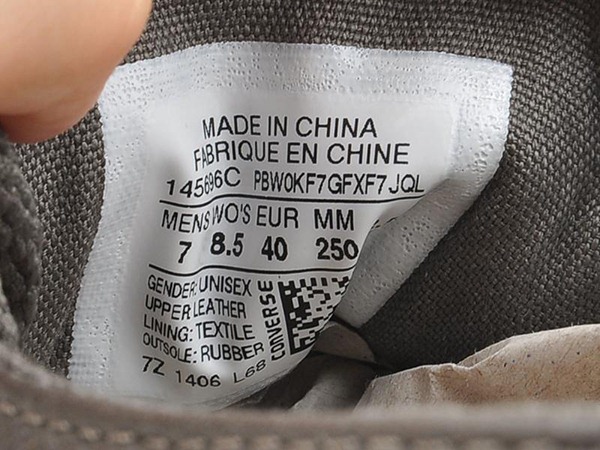 MADE IN CHINA
FABRIQUE EN CHINE
145696C PBWOKF7GFXF7JQL
MENS WO'S EUR MM
7 8.5 40 250
GENDER: UNISEX
UPPER: LEATHER
LINING: TEXTILE
OUTSOLE: RUBBER
7Z 1406 L68
CONVERSE